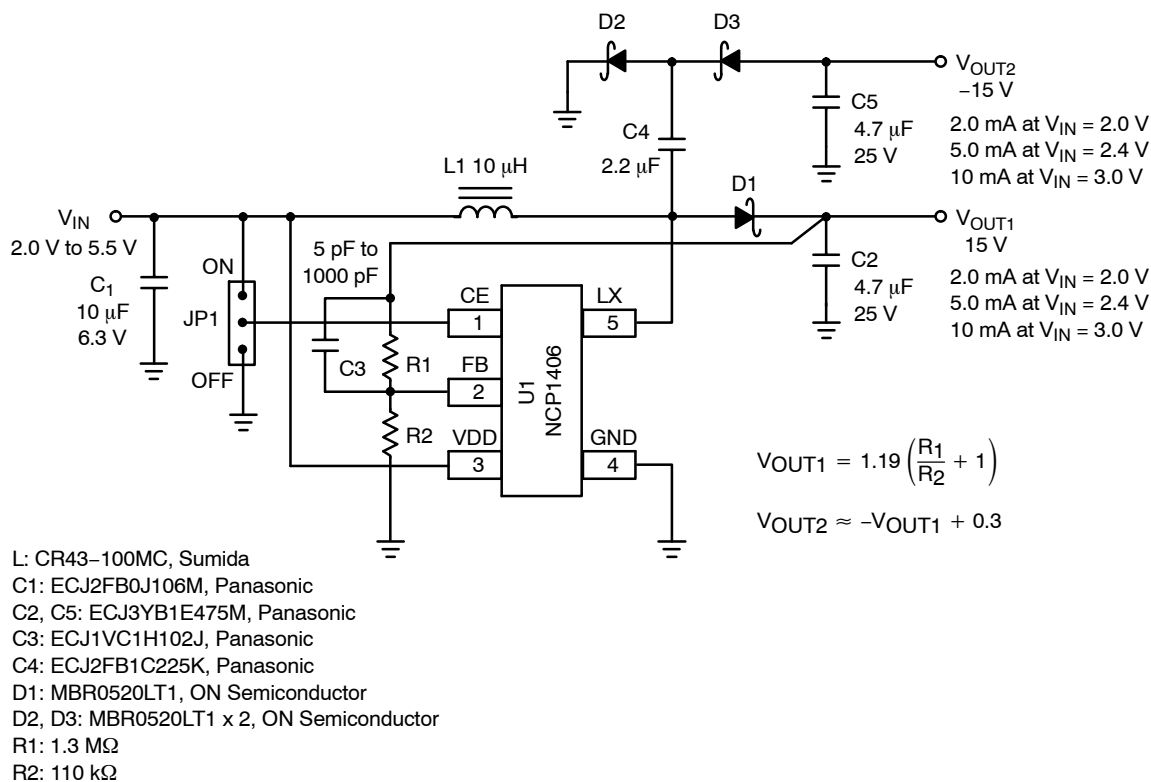 D2
D3
VOUT2
−15 V
2.0 mA at VIN = 2.0 V
5.0 mA at VIN = 2.4 V
10 mA at VIN = 3.0 V
C5
4.7 μF
25 V
C4
2.2 μF
L1 10 μH
D1
VIN
2.0 V to 5.5 V
VOUT1
15 V
2.0 mA at VIN = 2.0 V
5.0 mA at VIN = 2.4 V
10 mA at VIN = 3.0 V
C2
4.7 μF
25 V
5 pF to
1000 pF
C1
10 μF
6.3 V
ON
JP1
OFF
C3
R1
R2
CE
1
FB
2
VDD
3
U1
NCP1406
LX
5
GND
4
VOUT1 = 1.19 (R1/R2 + 1)
VOUT2 ≈ −VOUT1 + 0.3
L: CR43−100MC, Sumida
C1: ECJ2FB0J106M, Panasonic
C2, C5: ECJ3YB1E475M, Panasonic
C3: ECJ1VC1H102J, Panasonic
C4: ECJ2FB1C225K, Panasonic
D1: MBR0520LT1, ON Semiconductor
D2, D3: MBR0520LT1 x 2, ON Semiconductor
R1: 1.3 MΩ
R2: 110 kΩ